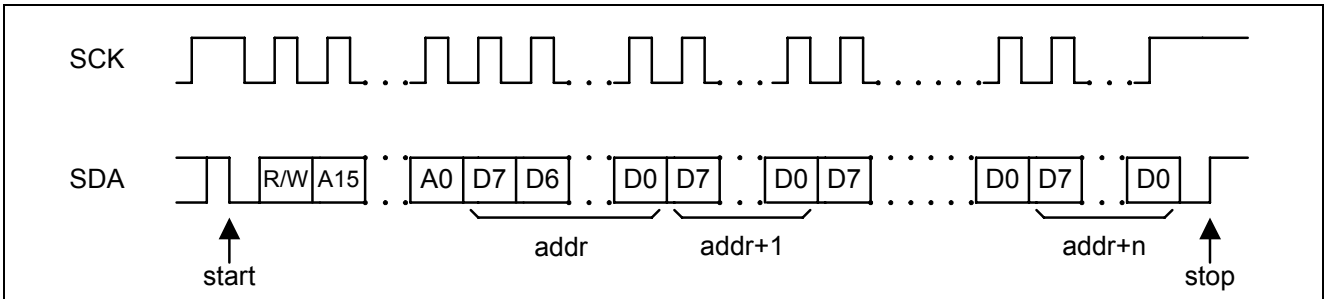 SCK
SDA R/W A15 A0 D7 D6 D0 D7 D0 D7 D0 D7 D0
addr addr+1 addr+n
start stop